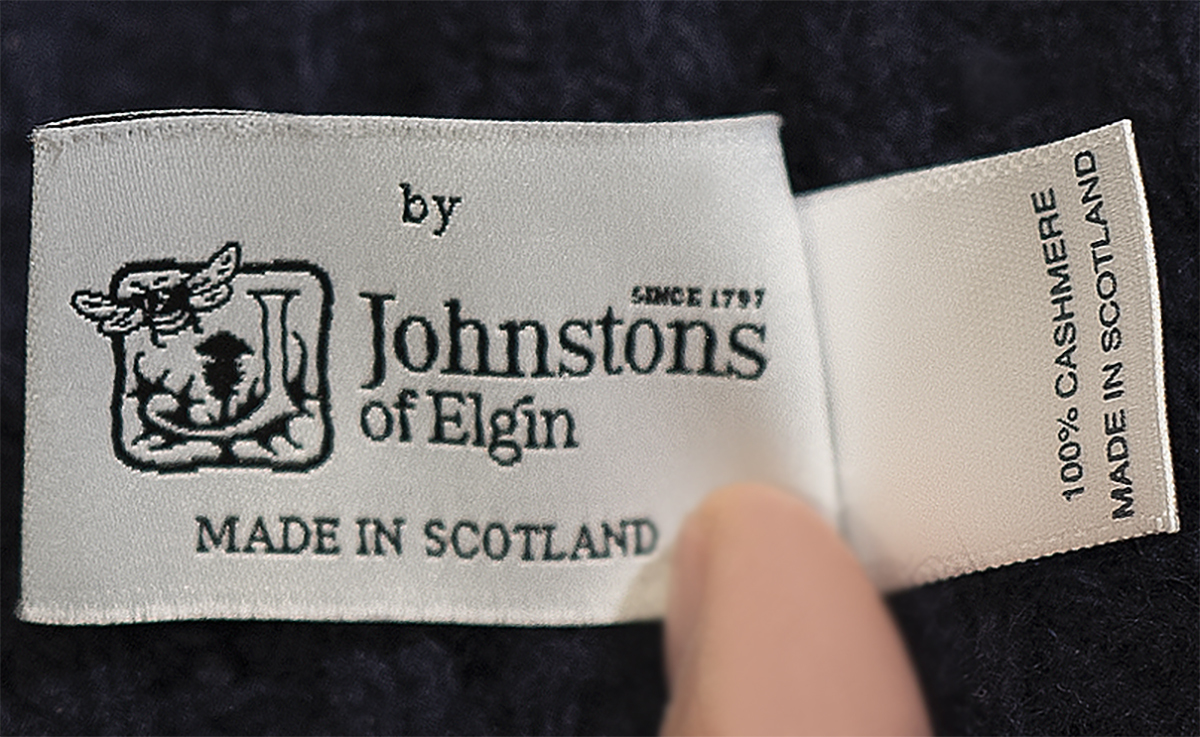 by
SINCE 1797
Johnstons
of Elgin
MADE IN SCOTLAND
100% CASHMERE
MADE IN SCOTLAND